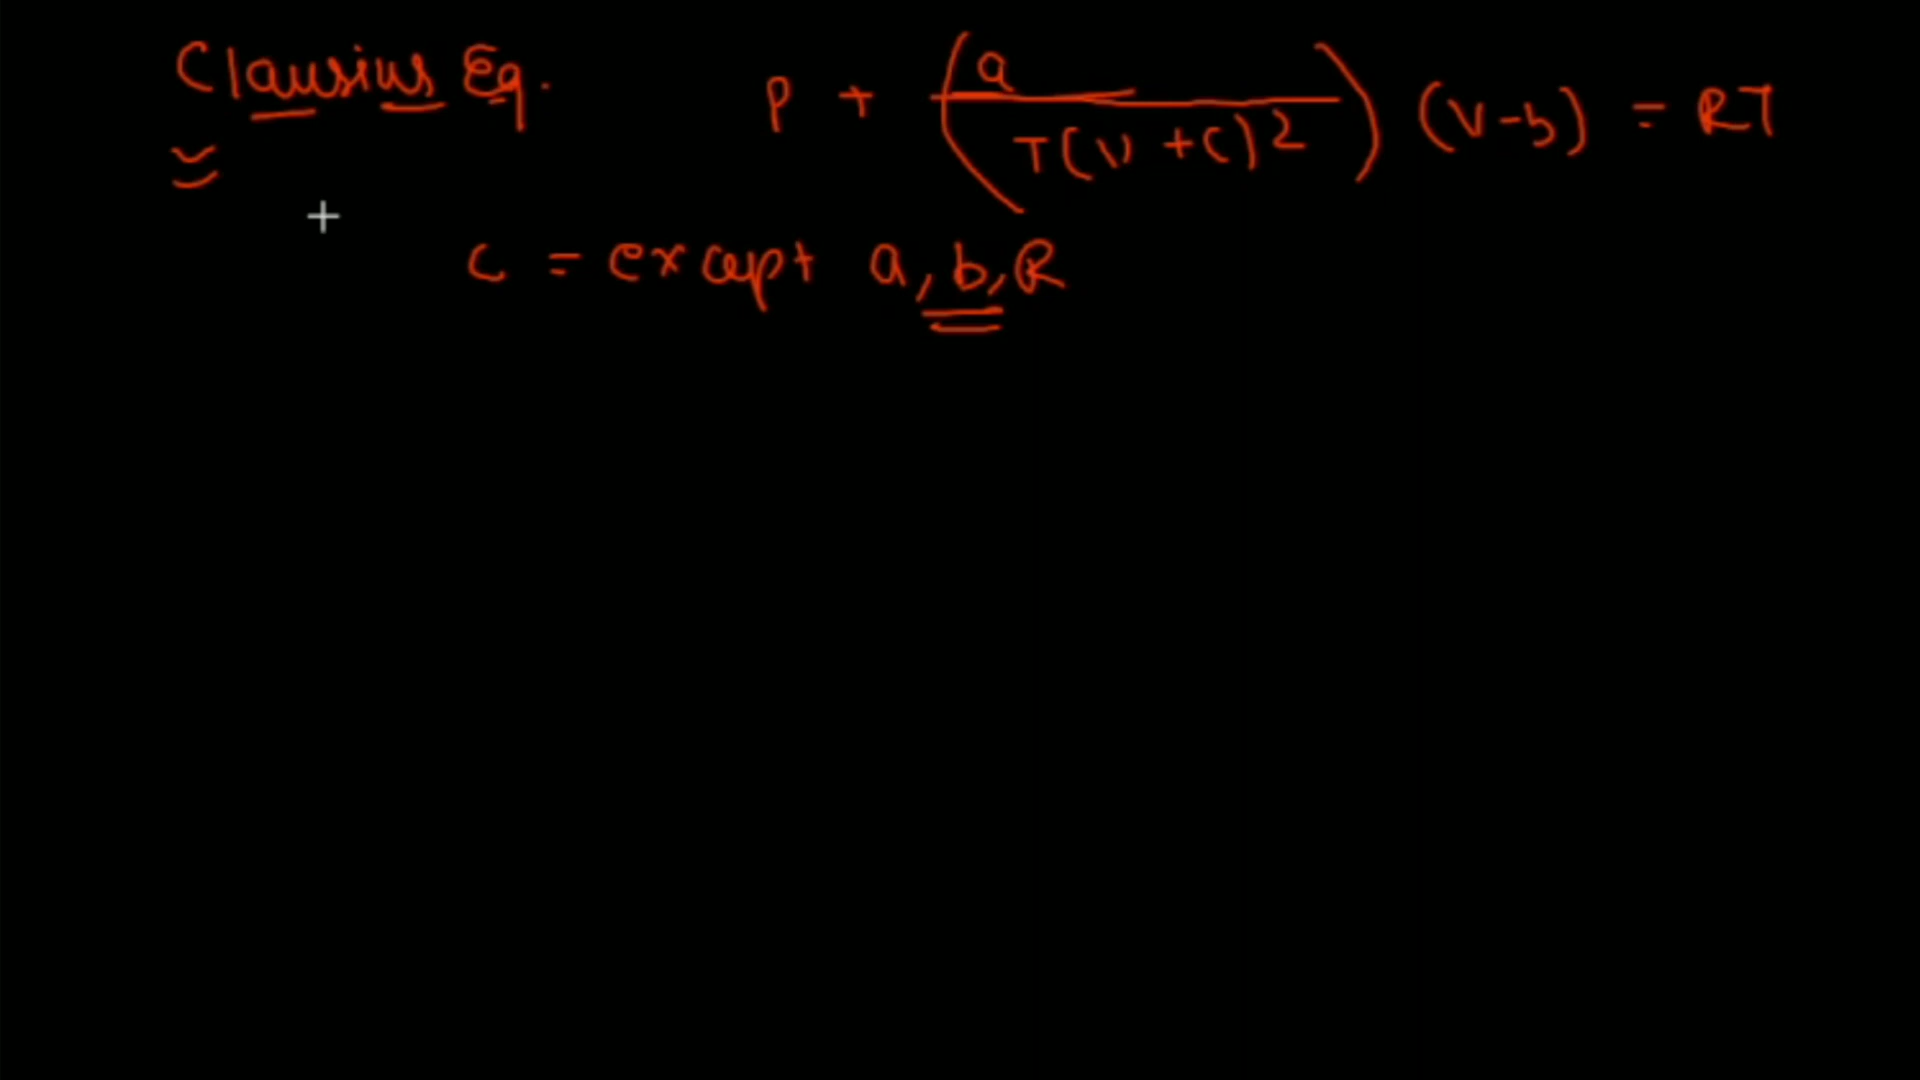 Clausius Eq. P + (a / T(V + C)²) (V-b) = RT
C = except a, b, R